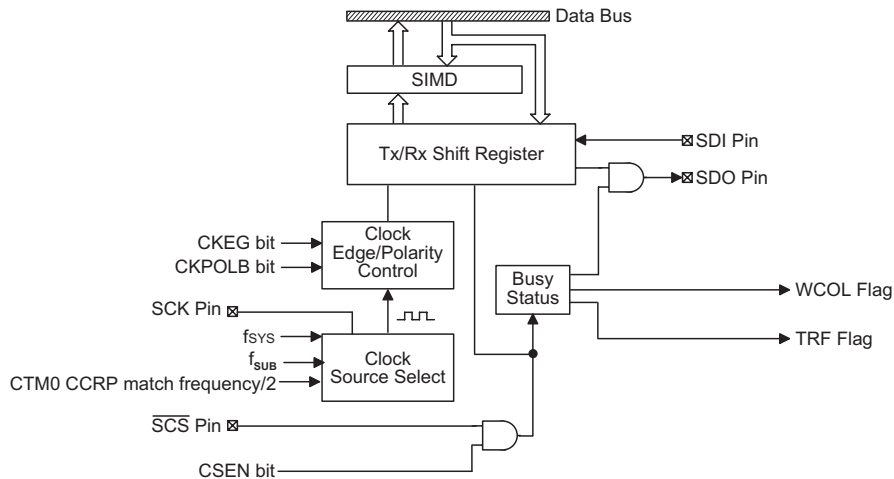 Data Bus
SIMD
Tx/Rx Shift Register
SDI Pin
SDO Pin
CKEG bit
CKPOLB bit
Clock
Edge/Polarity
Control
Busy
Status
WCOL Flag
TRF Flag
SCK Pin
fSYS
fSUB
CTM0 CCRP match frequency/2
Clock
Source Select
SCS Pin
CSEN bit